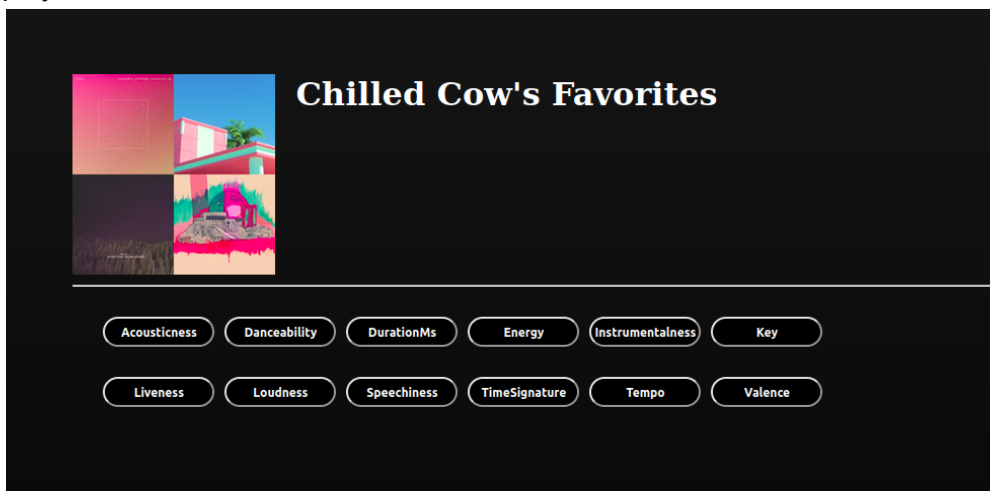 Chilled Cow's Favorites
Acousticness Danceability DurationMs Energy Instrumentalness Key
Liveness Loudness Speechiness TimeSignature Tempo Valence